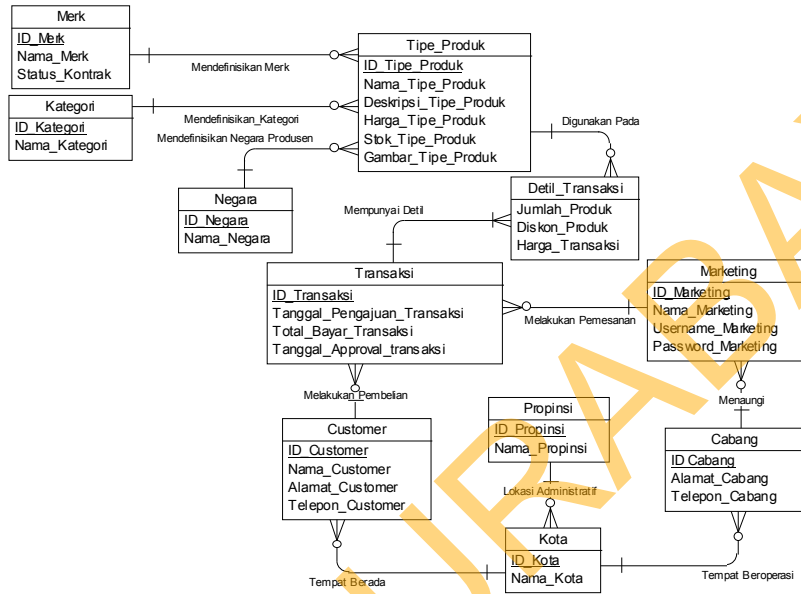 Merk
ID_Merk
Nama_Merk
Status_Kontrak
Mendefinisikan Merk
Tipe_Produk
ID_Tipe_Produk
Nama_Tipe_Produk
Deskripsi_Tipe_Produk
Harga_Tipe_Produk
Stok_Tipe_Produk
Gambar_Tipe_Produk
Kategori
ID_Kategori
Nama_Kategori
Mendefinisikan_Kategori
Mendefinisikan Negara Produsen
Digunakan Pada
Negara
ID_Negara
Nama_Negara
Detil_Transaksi
Jumlah_Produk
Diskon_Produk
Harga_Transaksi
Mempunyai Detil
Transaksi
ID_Transaksi
Tanggal_Pengajuan_Transaksi
Total_Bayar_Transaksi
Tanggal_Approval_transaksi
Melakukan Pemesanan
Marketing
ID_Marketing
Nama_Marketing
Username_Marketing
Password_Marketing
Melakukan Pembelian
Menaungi
Customer
ID_Customer
Nama_Customer
Alamat_Customer
Telepon_Customer
Propinsi
ID_Propinsi
Nama_Propinsi
Lokasi Administratif
Cabang
ID Cabang
Alamat_Cabang
Telepon_Cabang
Kota
ID_Kota
Nama_Kota
Tempat Berada
Tempat Beroperasi
URABA